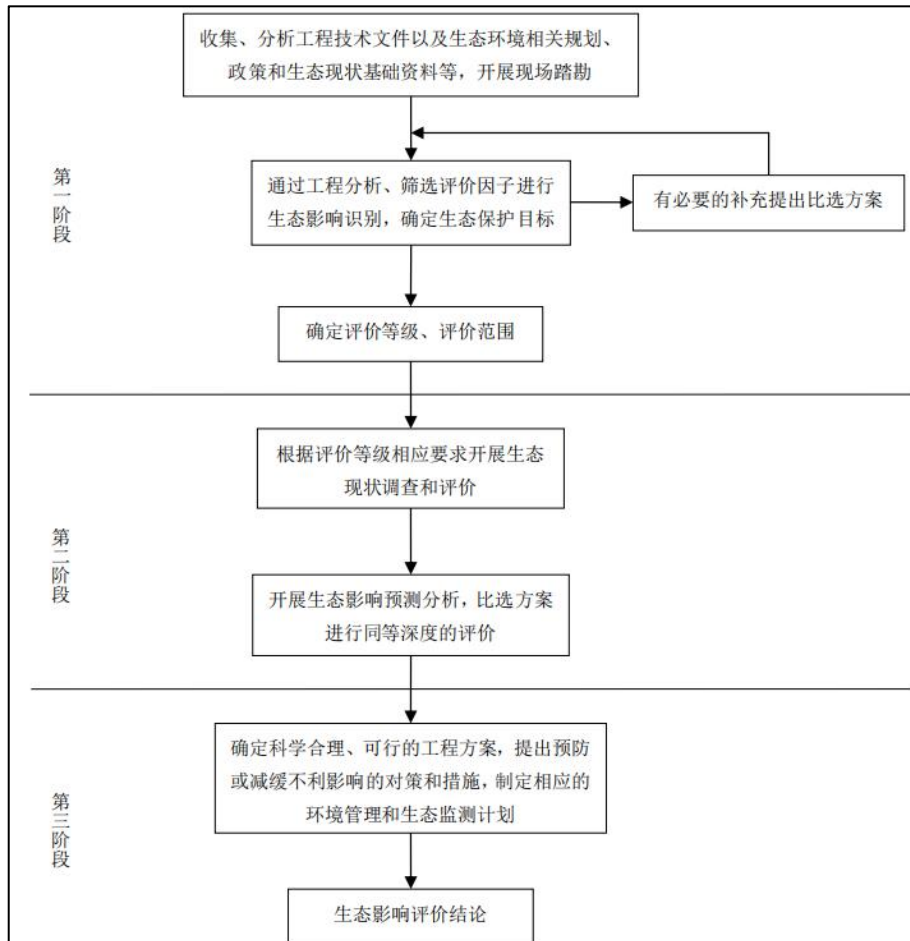 收集、分析工程技术文件以及生态环境相关规划、
政策和生态现状基础资料等，开展现场踏勘
第一阶段
通过工程分析、筛选评价因子进行
生态影响识别，确定生态保护目标
有必要的补充提出比选方案
确定评价等级、评价范围
第二阶段
根据评价等级相应要求开展生态
现状调查和评价
开展生态影响预测分析，比选方案
进行同等深度的评价
第三阶段
确定科学合理、可行的工程方案，提出预防
或减缓不利影响的对策和措施，制定相应的
环境管理和生态监测计划
生态影响评价结论